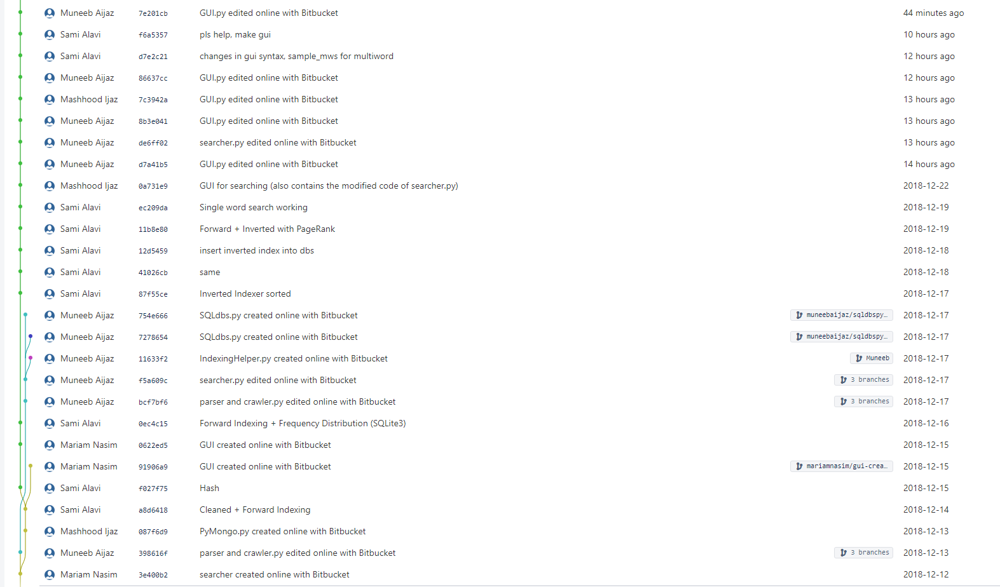 Muneeb Aijaz 7e201cb GUI.py edited online with Bitbucket 44 minutes ago
Sami Alavi f6a5357 pls help, make gui 10 hours ago
Sami Alavi d7e2c21 changes in gui syntax, sample_mws for multiword 12 hours ago
Muneeb Aijaz 86637cc GUI.py edited online with Bitbucket 12 hours ago
Mashhood Ijaz 7c3942a GUI.py edited online with Bitbucket 13 hours ago
Muneeb Aijaz 8b3e041 GUI.py edited online with Bitbucket 13 hours ago
Muneeb Aijaz de6ff02 searcher.py edited online with Bitbucket 13 hours ago
Muneeb Aijaz d7a41b5 GUI.py edited online with Bitbucket 14 hours ago
Mashhood Ijaz 0a731e9 GUI for searching (also contains the modified code of searcher.py) 2018-12-22
Sami Alavi ec209da Single word search working 2018-12-19
Sami Alavi 11b8e80 Forward + Inverted with PageRank 2018-12-19
Sami Alavi 12d5459 insert inverted index into dbs 2018-12-18
Sami Alavi 41026cb same 2018-12-18
Sami Alavi 87f55ce Inverted Indexer sorted 2018-12-17
Muneeb Aijaz 754e666 SQLdbs.py created online with Bitbucket muneebaijaz/sqldbspy… 2018-12-17
Muneeb Aijaz 7278654 SQLdbs.py created online with Bitbucket muneebaijaz/sqldbspy… 2018-12-17
Muneeb Aijaz 11633f2 IndexingHelper.py created online with Bitbucket Muneeb 2018-12-17
Muneeb Aijaz f5a609c searcher.py edited online with Bitbucket 3 branches 2018-12-17
Muneeb Aijaz bcf7bf6 parser and crawler.py edited online with Bitbucket 3 branches 2018-12-17
Sami Alavi 0ec4c15 Forward Indexing + Frequency Distribution (SQLite3) 2018-12-16
Mariam Nasim 0622ed5 GUI created online with Bitbucket 2018-12-15
Mariam Nasim 91906a9 GUI created online with Bitbucket mariamnasim/gui-crea… 2018-12-15
Sami Alavi f027f75 Hash 2018-12-15
Sami Alavi a8d6418 Cleaned + Forward Indexing 2018-12-14
Mashhood Ijaz 087f6d9 PyMongo.py created online with Bitbucket 2018-12-13
Muneeb Aijaz 398616f parser and crawler.py edited online with Bitbucket 3 branches 2018-12-13
Mariam Nasim 3e400b2 searcher created online with Bitbucket 2018-12-12